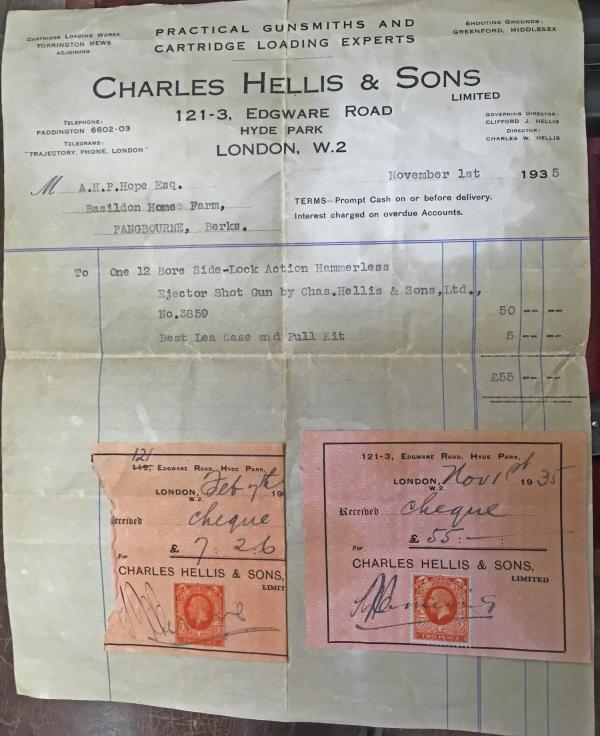 CARTRIDGE LOADING WORKS:
TORRINGTON MEWS
ADJOINING
PRACTICAL GUNSMITHS AND
CARTRIDGE LOADING EXPERTS
SHOOTING GROUNDS:
GREENFORD, MIDDLESEX
CHARLES HELLIS & SONS
LIMITED
121-3, EDGWARE ROAD
HYDE PARK
LONDON, W.2
TELEPHONE:
PADDINGTON 6602-03
TELEGRAMS:
"TRAJECTORY, PHONE, LONDON"
GOVERNING DIRECTOR:
CLIFFORD J. HELLIS
DIRECTOR:
CHARLES W. HELLIS
November 1st 1935
M A.H.P.Hope Esq.
Basildon Home Farm,
PANGBOURNE, Berks.
TERMS—Prompt Cash on or before delivery.
Interest charged on overdue Accounts.
To One 12 Bore Side-Lock Action Hammerless
Ejector Shot Gun by Chas.Hellis & Sons,Ltd.,
No.3859 50 -- --
Best Lea Case and Full Kit 5 -- --
£55 -- --
121
119, EDGWARE ROAD, HYDE PARK,
LONDON, Feb 7th 19
W.2.
Received cheque
£ 7 : 2 : 6
For
CHARLES HELLIS & SONS,
LIMIT
TWO PENCE
121-3, EDGWARE ROAD, HYDE PARK,
LONDON, Nov 1st 1935
W.2.
Received cheque
£ 55 : - : -
For
CHARLES HELLIS & SONS,
LIMITED
TWO PENCE